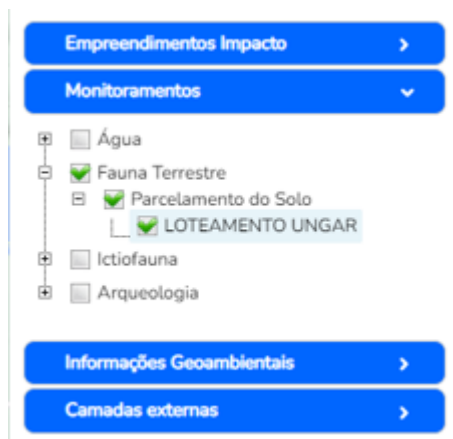 Empreendimentos Impacto
Monitoramentos
Água
Fauna Terrestre
Parcelamento do Solo
LOTEAMENTO UNGAR
Ictiofauna
Arqueologia
Informações Geoambientais
Camadas externas